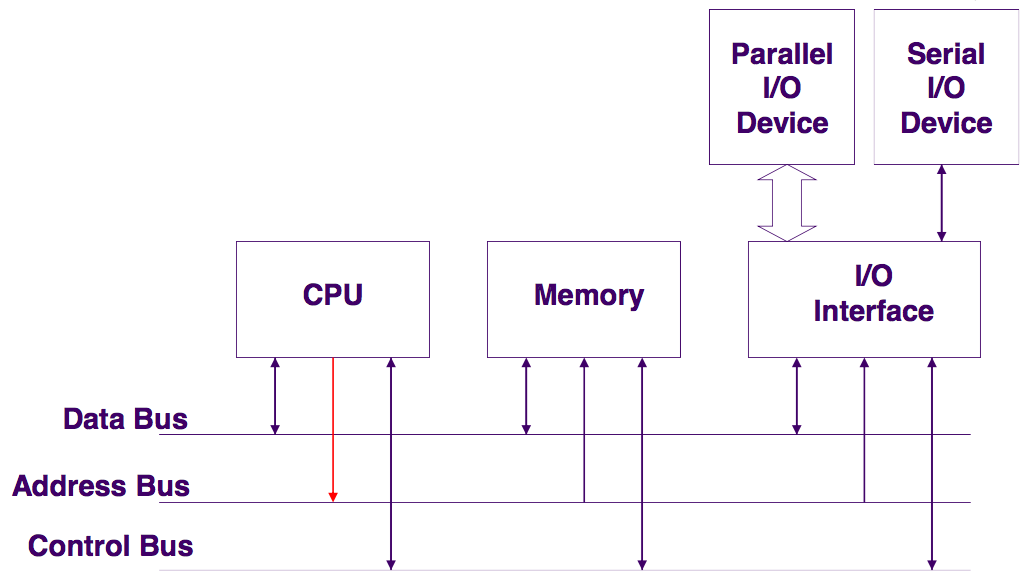 Parallel
I/O
Device
Serial
I/O
Device
CPU
Memory
I/O
Interface
Data Bus
Address Bus
Control Bus